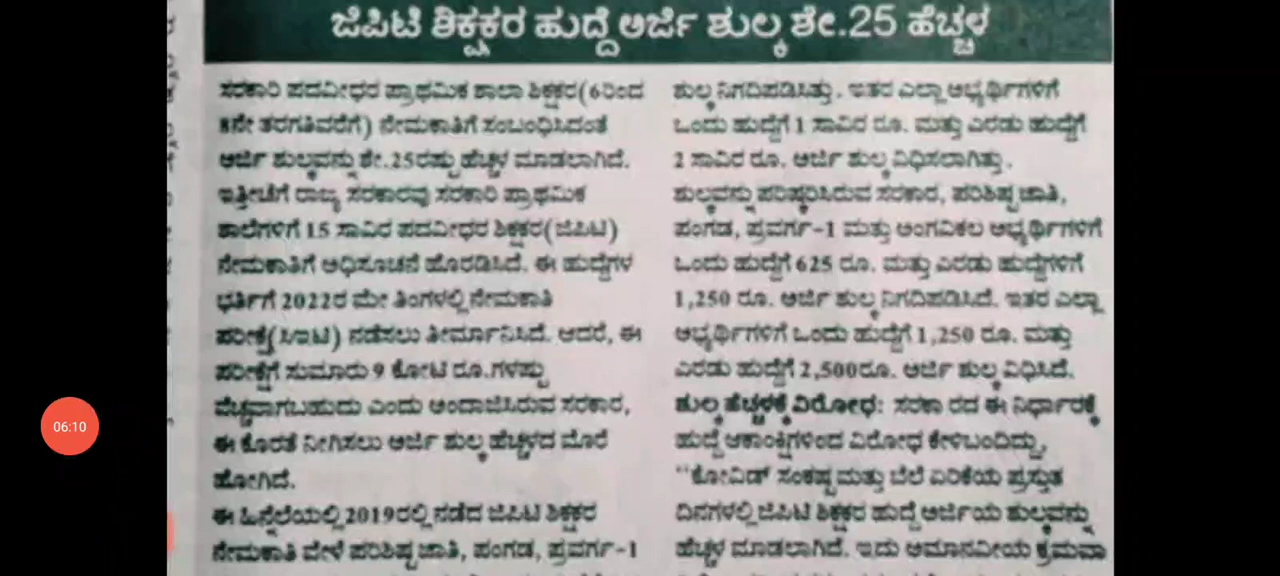 ಜಿಪಿಟಿ ಶಿಕ್ಷಕರ ಹುದ್ದೆ ಅರ್ಜಿ ಶುಲ್ಕ ಶೇ.25 ಹೆಚ್ಚಳ
ಸರಕಾರಿ ಪದವೀಧರ ಪ್ರಾಥಮಿಕ ಶಾಲಾ ಶಿಕ್ಷಕರ(6ರಿಂದ
8ನೇ ತರಗತಿವರೆಗೆ) ನೇಮಕಾತಿಗೆ ಸಂಬಂಧಿಸಿದಂತೆ
ಅರ್ಜಿ ಶುಲ್ಕವನ್ನು ಶೇ.25ರಷ್ಟು ಹೆಚ್ಚಳ ಮಾಡಲಾಗಿದೆ.
ಇತ್ತೀಚೆಗೆ ರಾಜ್ಯ ಸರಕಾರವು ಸರಕಾರಿ ಪ್ರಾಥಮಿಕ
ಶಾಲೆಗಳಿಗೆ 15 ಸಾವಿರ ಪದವೀಧರ ಶಿಕ್ಷಕರ(ಜಿಪಿಟಿ)
ನೇಮಕಾತಿಗೆ ಅಧಿಸೂಚನೆ ಹೊರಡಿಸಿದೆ. ಈ ಹುದ್ದೆಗಳ
ಭರ್ತಿಗೆ 2022ರ ಮೇ ತಿಂಗಳಲ್ಲಿ ನೇಮಕಾತಿ
ಪರೀಕ್ಷೆ(ಸಿಇಟಿ) ನಡೆಸಲು ತೀರ್ಮಾನಿಸಿದೆ. ಆದರೆ, ಈ
ಪರೀಕ್ಷೆಗೆ ಸುಮಾರು 9 ಕೋಟಿ ರೂ.ಗಳಷ್ಟು
ವೆಚ್ಚವಾಗಬಹುದು ಎಂದು ಅಂದಾಜಿಸಿರುವ ಸರಕಾರ,
ಈ ಕೊರತೆ ನೀಗಿಸಲು ಅರ್ಜಿ ಶುಲ್ಕ ಹೆಚ್ಚಳದ ಮೊರೆ
ಹೋಗಿದೆ.
ಈ ಹಿನ್ನೆಲೆಯಲ್ಲಿ 2019ರಲ್ಲಿ ನಡೆದ ಜಿಪಿಟಿ ಶಿಕ್ಷಕರ
ನೇಮಕಾತಿ ವೇಳೆ ಪರಿಶಿಷ್ಟ ಜಾತಿ, ಪಂಗಡ, ಪ್ರವರ್ಗ-1
ಶುಲ್ಕ ನಿಗದಿಪಡಿಸಿತ್ತು. ಇತರ ಎಲ್ಲಾ ಅಭ್ಯರ್ಥಿಗಳಿಗೆ
ಒಂದು ಹುದ್ದೆಗೆ 1 ಸಾವಿರ ರೂ. ಮತ್ತು ಎರಡು ಹುದ್ದೆಗೆ
2 ಸಾವಿರ ರೂ. ಅರ್ಜಿ ಶುಲ್ಕ ವಿಧಿಸಲಾಗಿತ್ತು.
ಶುಲ್ಕವನ್ನು ಪರಿಷ್ಕರಿಸಿರುವ ಸರಕಾರ, ಪರಿಶಿಷ್ಟ ಜಾತಿ,
ಪಂಗಡ, ಪ್ರವರ್ಗ-1 ಮತ್ತು ಅಂಗವಿಕಲ ಅಭ್ಯರ್ಥಿಗಳಿಗೆ
ಒಂದು ಹುದ್ದೆಗೆ 625 ರೂ. ಮತ್ತು ಎರಡು ಹುದ್ದೆಗಳಿಗೆ
1,250 ರೂ. ಅರ್ಜಿ ಶುಲ್ಕ ನಿಗದಿಪಡಿಸಿದೆ. ಇತರ ಎಲ್ಲಾ
ಅಭ್ಯರ್ಥಿಗಳಿಗೆ ಒಂದು ಹುದ್ದೆಗೆ 1,250 ರೂ. ಮತ್ತು
ಎರಡು ಹುದ್ದೆಗೆ 2,500ರೂ. ಅರ್ಜಿ ಶುಲ್ಕ ವಿಧಿಸಿದೆ.
ಶುಲ್ಕ ಹೆಚ್ಚಳಕ್ಕೆ ವಿರೋಧ: ಸರಕಾರದ ಈ ನಿರ್ಧಾರಕ್ಕೆ
ಹುದ್ದೆ ಆಕಾಂಕ್ಷಿಗಳಿಂದ ವಿರೋಧ ಕೇಳಿಬಂದಿದ್ದು,
“ಕೋವಿಡ್ ಸಂಕಷ್ಟ ಮತ್ತು ಬೆಲೆ ಏರಿಕೆಯ ಪ್ರಸ್ತುತ
ದಿನಗಳಲ್ಲಿ ಜಿಪಿಟಿ ಶಿಕ್ಷಕರ ಹುದ್ದೆ ಅರ್ಜಿಯ ಶುಲ್ಕವನ್ನು
ಹೆಚ್ಚಳ ಮಾಡಲಾಗಿದೆ. ಇದು ಅಮಾನವೀಯ ಕ್ರಮವಾ
06:10